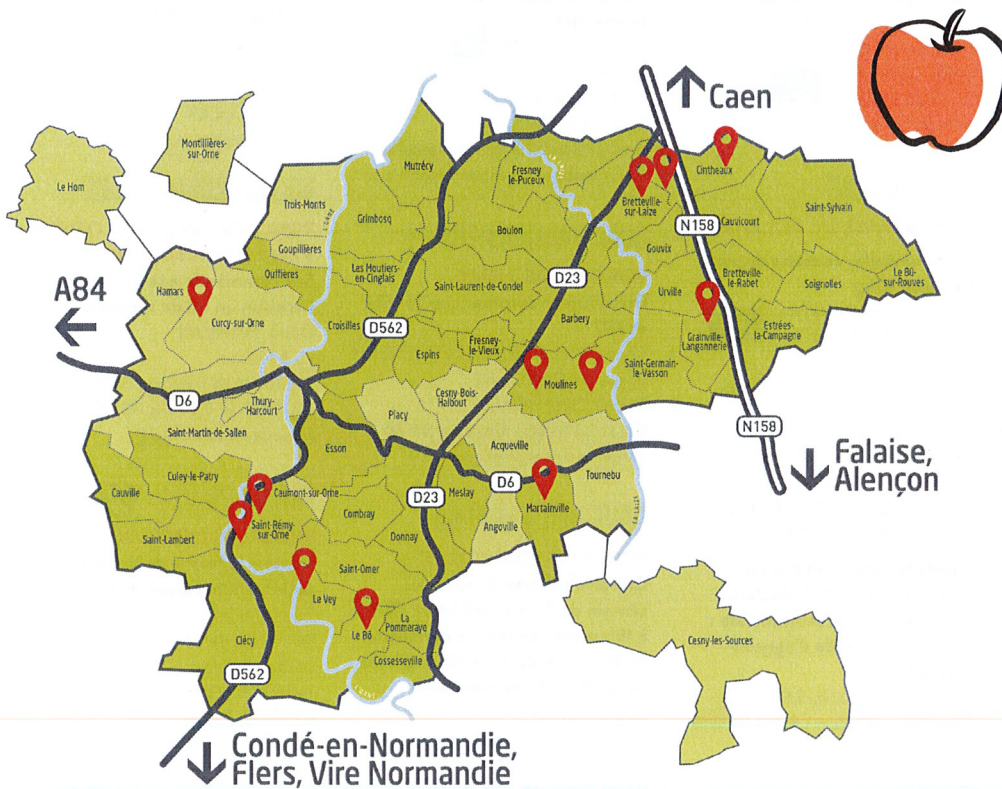 Caen
Montillières-
sur-Orne
Le Hom
Mutrécy
Fresney
le-Puceux
Cintheaux
Bretteville-
sur-Laize
Trois-Monts
Grimbosq
Saint-Sylvain
N158
Cauvicourt
Boulon
Goupillières
Gouvix
Ouffieres
Les Moutiers-
en-Cinglais
Bretteville-
le-Rabet
Soignolles
Le Bû-
sur-Rouves
A84
Hamars
Saint-Laurent-de-Condel
D23
Urville
Curcy-sur-Orne
Croisilles
D562
Barbery
Estrées-
la-Campagne
Grainville-
Langannerie
Espins
Fresney-
le-Vieux
Saint-Germain-
le-Vasson
Moulines
Cesny-Bois-
Halbout
D6
Thury-
Harcourt
Placy
Saint-Martin-de-Sallen
N158
Acqueville
Esson
Falaise,
Alençon
Culey-le-Patry
Tournebu
Cauville
Caumont-sur-Orne
D23
Meslay
D6
Martainville
Combray
Saint-Rémy-
sur-Orne
Angoville
Donnay
Saint-Lambert
LA LAIZE
Saint-Omer
Le Vey
La
Pommeraye
Le Bô
Clécy
Cesny-les-Sources
Cossesseville
D562
L'ORNE
Condé-en-Normandie,
Flers, Vire Normandie